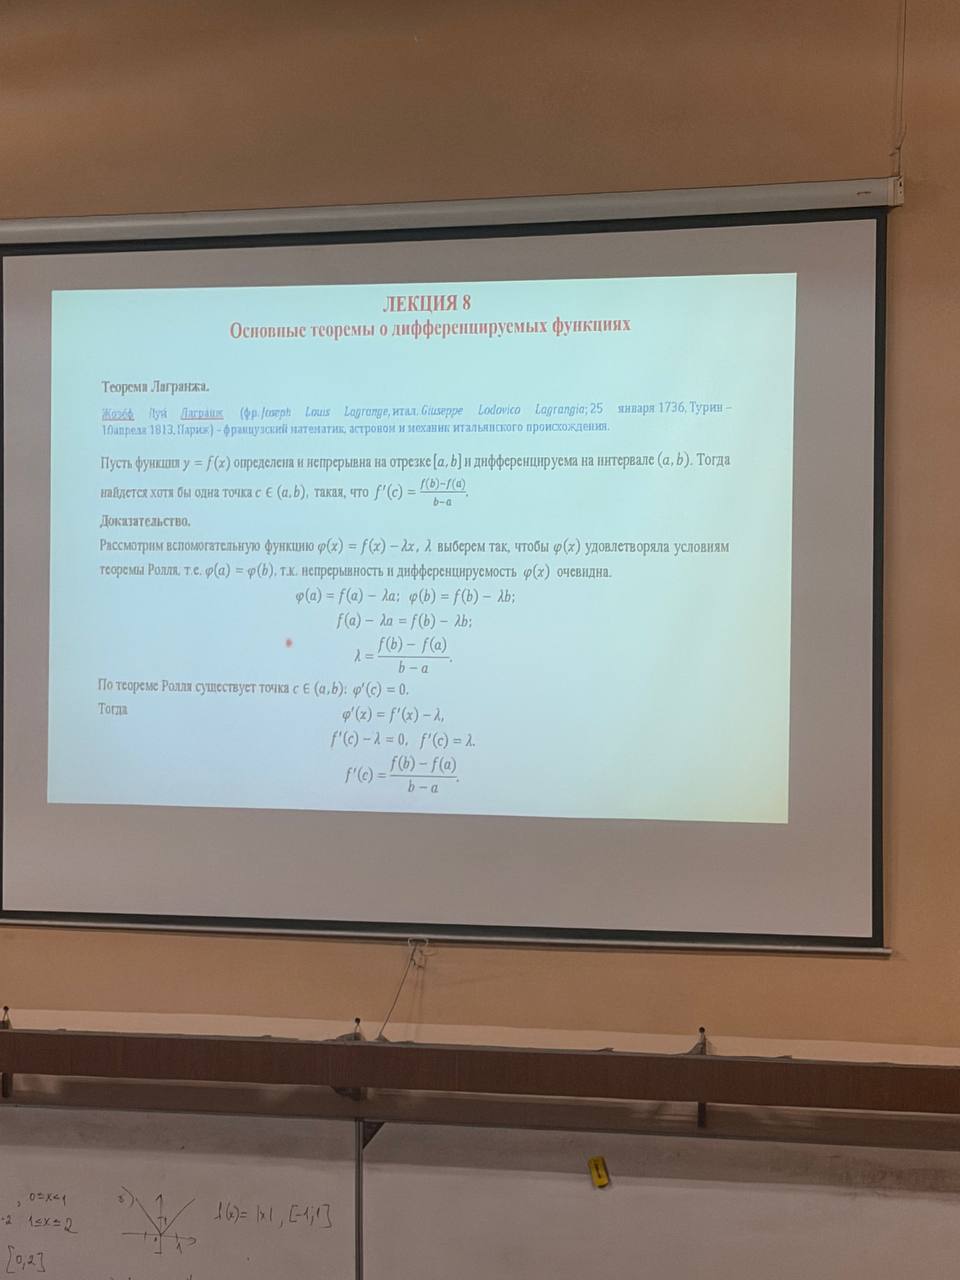 ЛЕКЦИЯ 8
Основные теоремы о дифференцируемых функциях
Теорема Лагранжа.
Жозеф Луи Лагранж (фр. Joseph Louis Lagrange, итал. Giuseppe Lodovico Lagrangia; 25 января 1736, Турин –
10апреля 1813, Париж) – французский математик, астроном и механик итальянского происхождения.
Пусть функция y = f(x) определена и непрерывна на отрезке [a, b] и дифференцируема на интервале (a, b). Тогда
найдется хотя бы одна точка c ∈ (a, b), такая, что f'(c) = (f(b)−f(a))/(b−a).
Доказательство.
Рассмотрим вспомогательную функцию φ(x) = f(x) − λx, λ выберем так, чтобы φ(x) удовлетворяла условиям
теоремы Ролля, т.е. φ(a) = φ(b), т.к. непрерывность и дифференцируемость φ(x) очевидна.
φ(a) = f(a) − λa; φ(b) = f(b) − λb;
f(a) − λa = f(b) − λb;
λ = (f(b) − f(a))/(b − a).
По теореме Ролля существует точка c ∈ (a, b): φ'(c) = 0.
Тогда
φ'(x) = f'(x) − λ,
f'(c) − λ = 0, f'(c) = λ.
f'(c) = (f(b) − f(a))/(b − a).
, 0≤x<1
-2 1≤x≤2
[0,2]
f(x)= |x|, [-1;1]